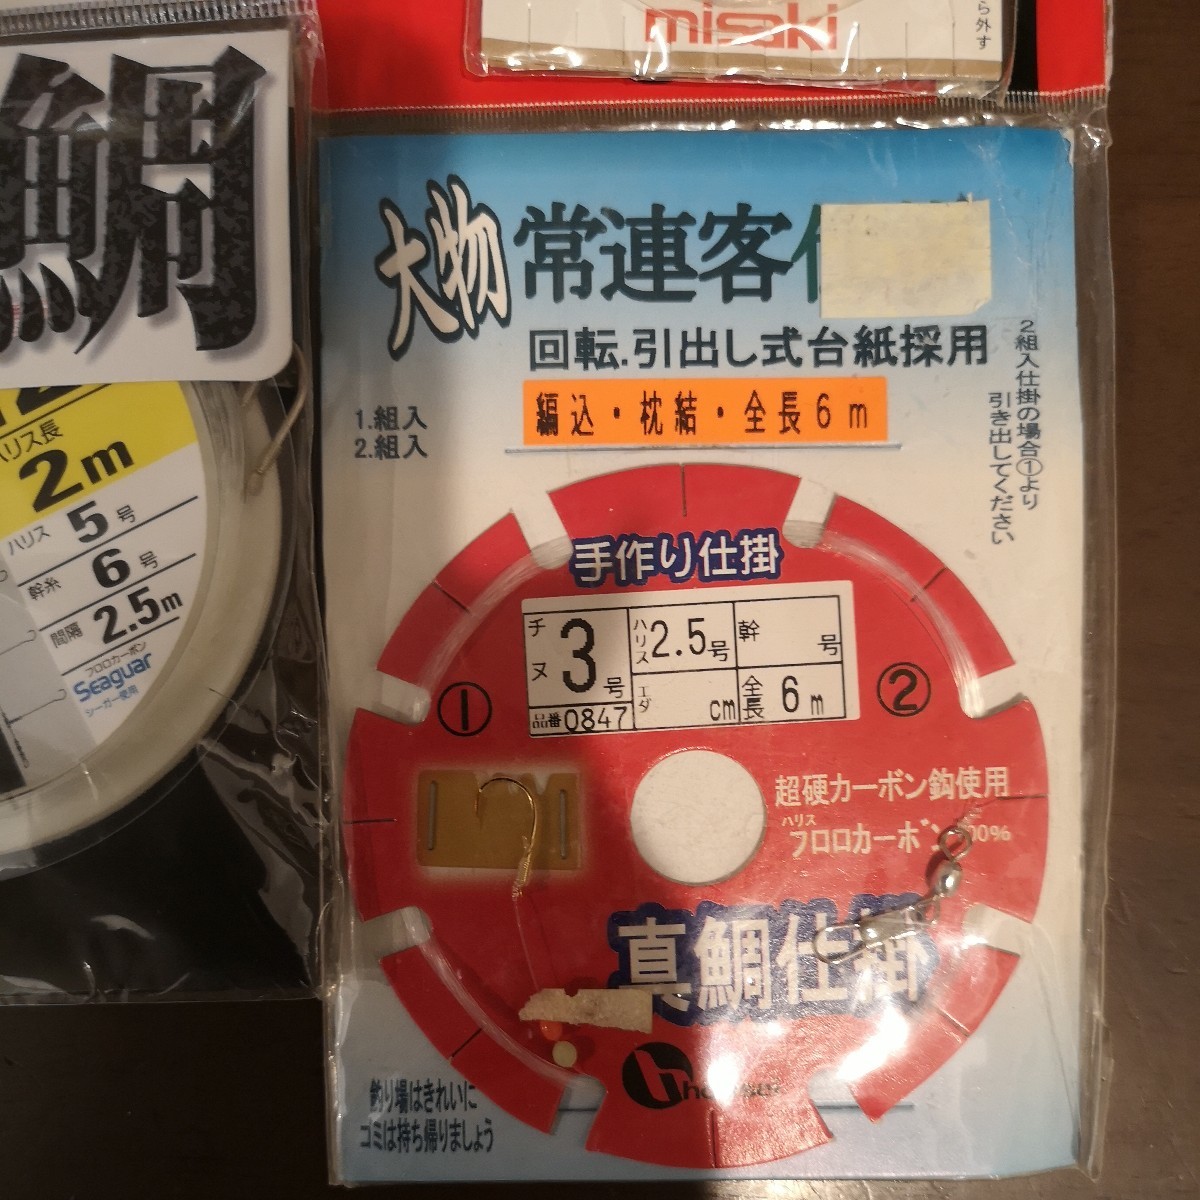 misaki
ら外す
鯛
ハリス長
2m
ハリス 5号
幹糸 6号
間隔 2.5m
フロロカーボン
Seaguar
シーガー使用
大物 常連客仕
回転.引出し式台紙採用
編込・枕結・全長6m
1.組入
2.組入
2組入仕掛の場合①より
引き出してください
手作り仕掛
チヌ 3号
ハリス 2.5号
幹 号
エダ cm
全長 6m
品番 0847
①
②
超硬カーボン鈎使用
ハリス
フロロカーボン100%
真鯛仕掛
釣り場はきれいに
ゴミは持ち帰りましょう